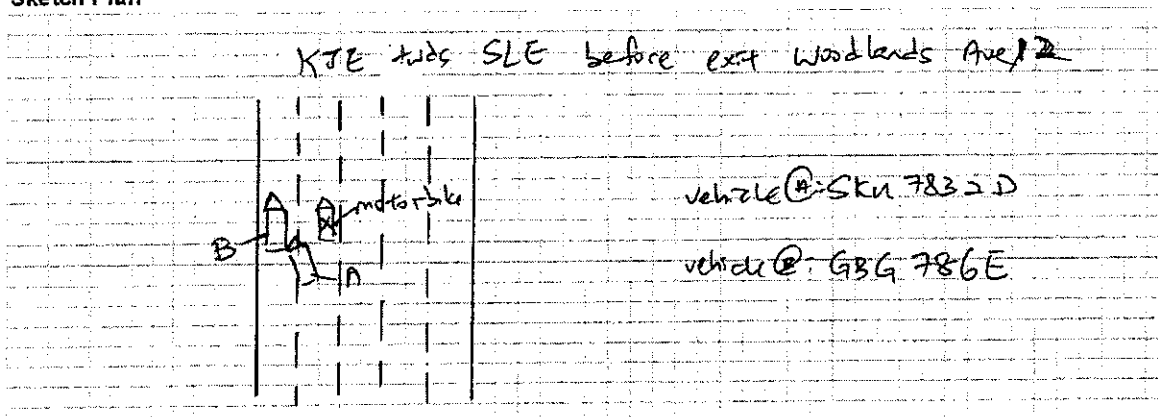 Sketch Plan
KJE twds SLE before exit Woodlands Ave 12
motorbike
B
A
vehicle A: SKU 7832D
vehicle B: GBG 786E